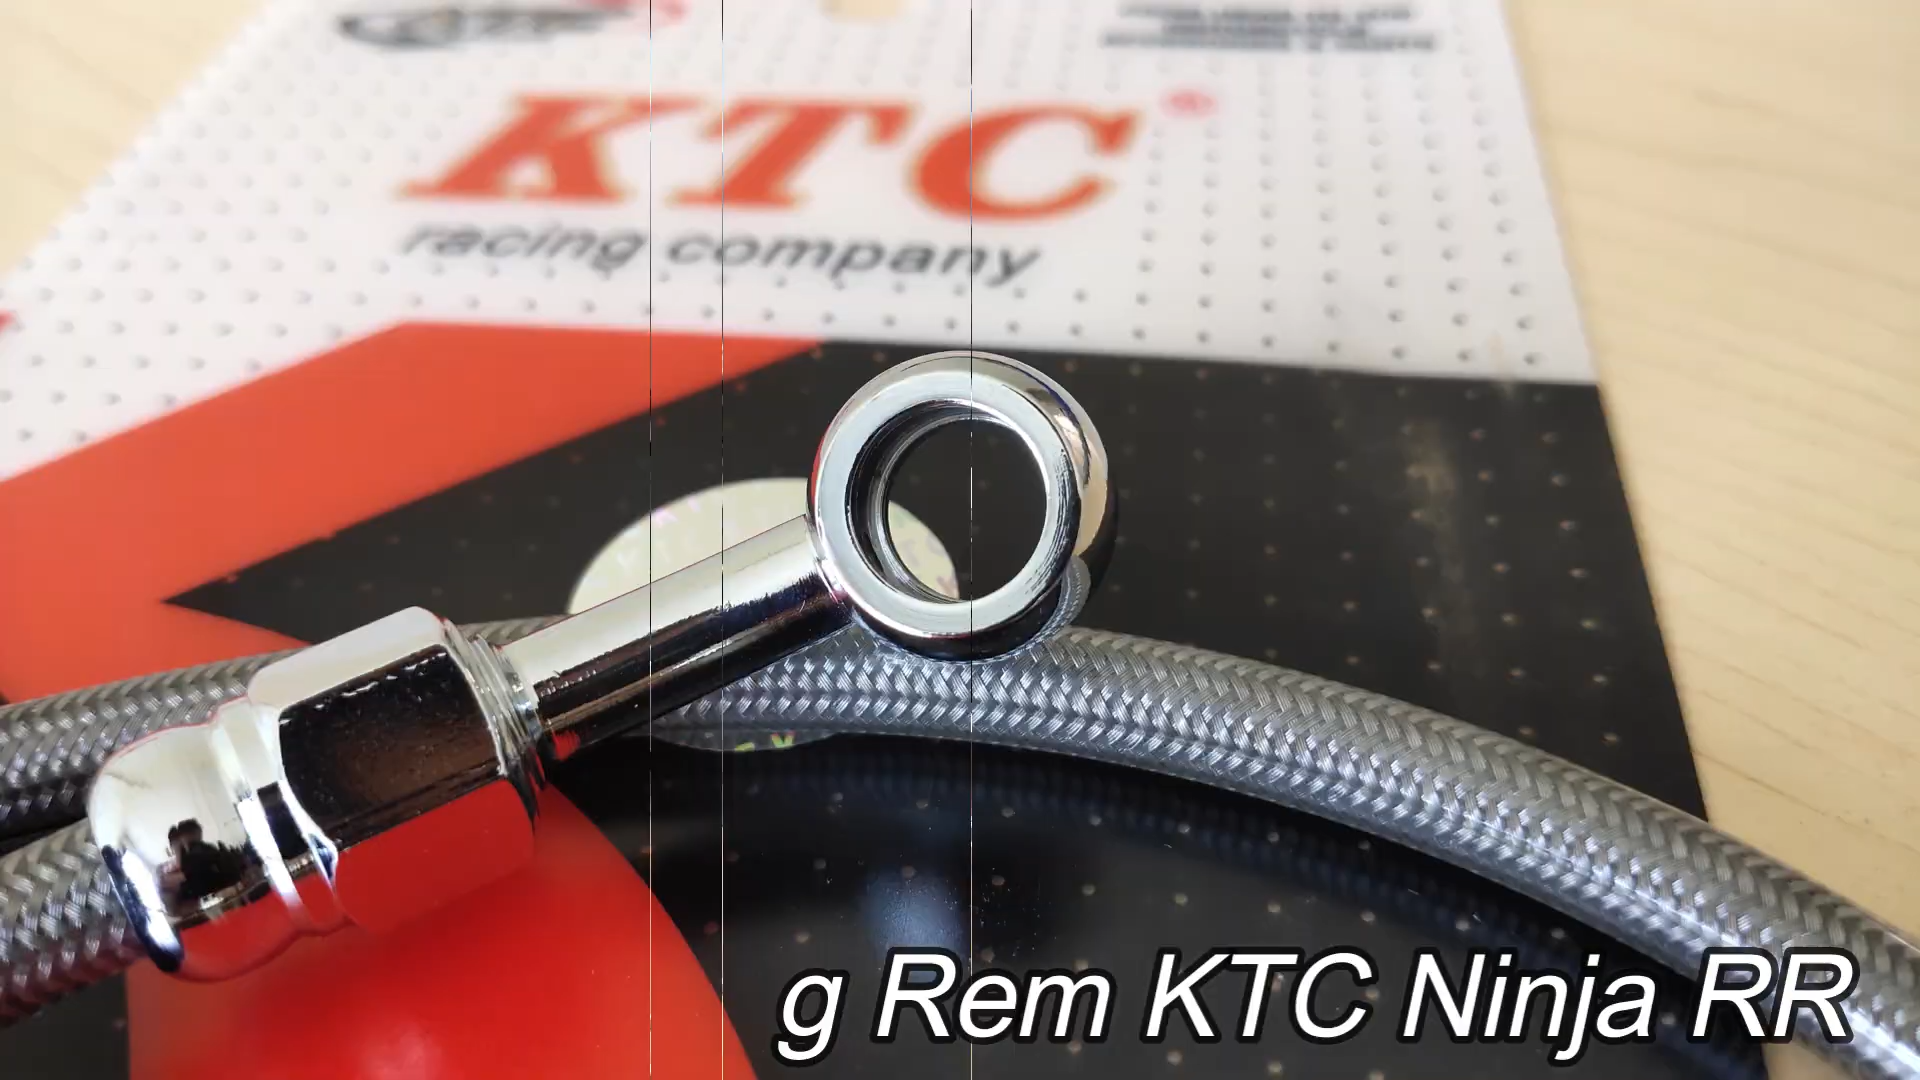 KTC®
racing company
g Rem KTC Ninja RR